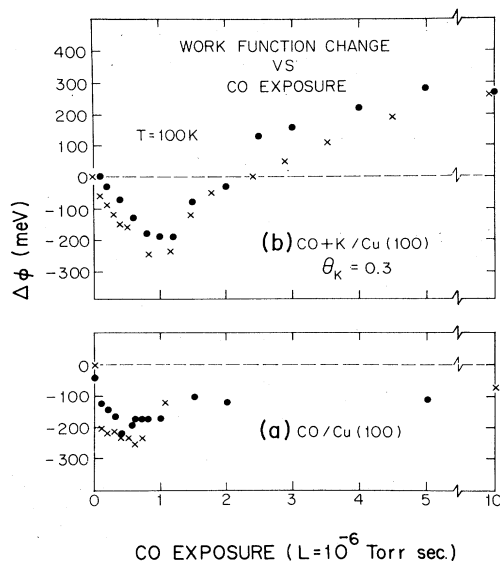 WORK FUNCTION CHANGE
VS
CO EXPOSURE
T=100K
400
300
200
100
0
-100
-200
-300
(b) CO+K/Cu(100)
θK = 0.3
Δϕ (meV)
0
-100
-200
-300
(a) CO/Cu(100)
0 1 2 3 4 5 10
CO EXPOSURE (L=10^-6 Torr sec.)